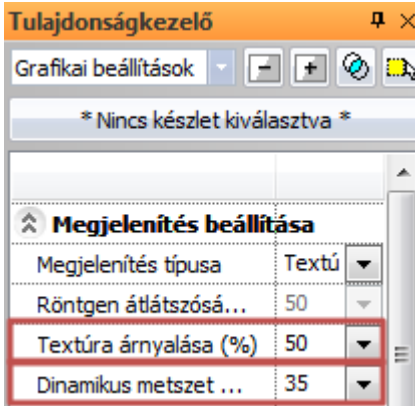 Tulajdonságkezelő
Grafikai beállítások
* Nincs készlet kiválasztva *
Megjelenítés beállítása
Megjelenítés típusa Textú
Röntgen átlátszósá... 50
Textúra árnyalása (%) 50
Dinamikus metszet ... 35